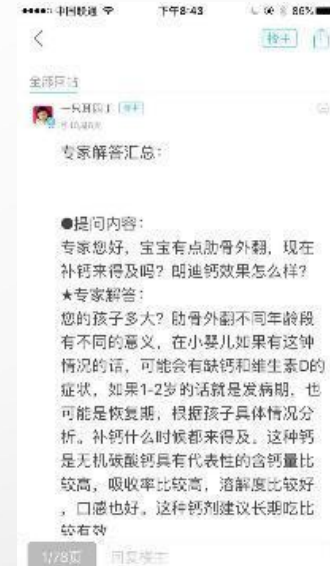 中国联通 下午8:43 86%
楼主
全部回帖
楼主
专家解答汇总：
●提问内容：
专家您好，宝宝有点肋骨外翻，现在
补钙来得及吗？朗迪钙效果怎么样？
★专家解答：
您的孩子多大？肋骨外翻不同年龄段
有不同的意义，在小婴儿如果有这钟
情况的话，可能会有缺钙和维生素D的
症状，如果1-2岁的话就是发病期，也
可能是恢复期，根据孩子具体情况分
析。补钙什么时候都来得及。这种钙
是无机碳酸钙具有代表性的含钙量比
较高，吸收率比较高，溶解度比较好
，口感也好。这种钙剂建议长期吃比
较有效
1/78页 回复楼主